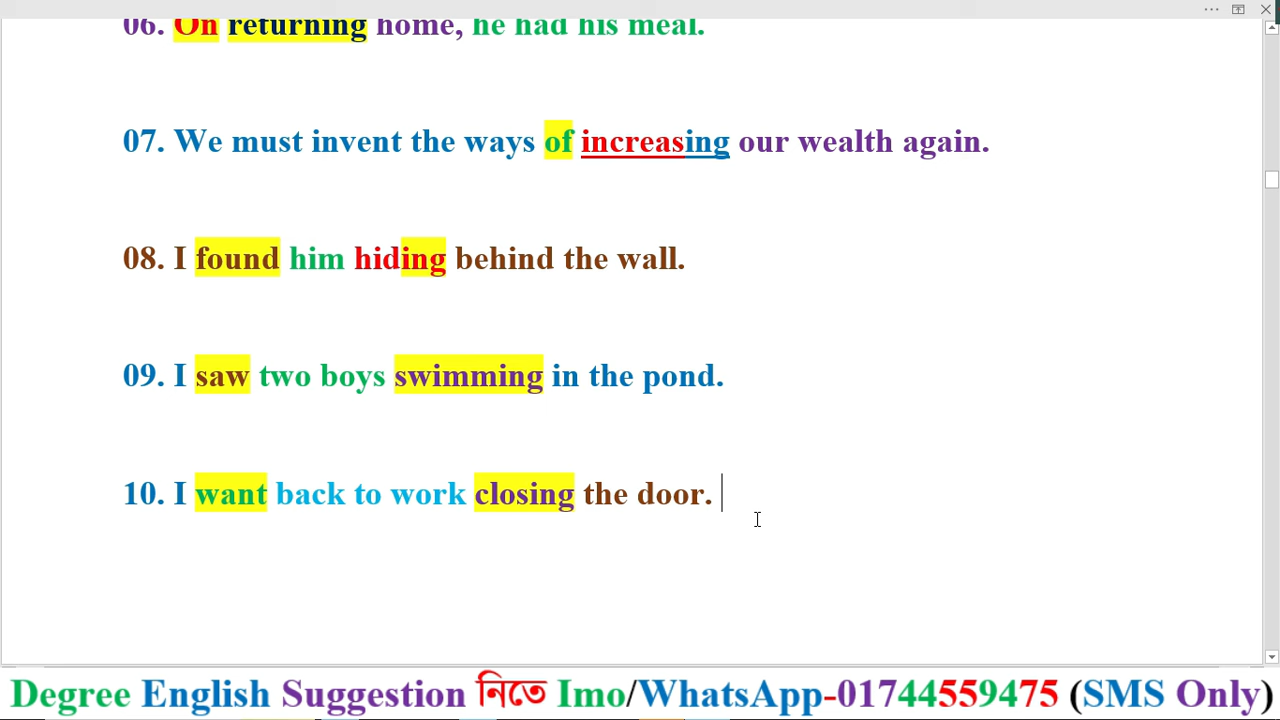 06. On returning home, he had his meal.
07. We must invent the ways of increasing our wealth again.
08. I found him hiding behind the wall.
09. I saw two boys swimming in the pond.
10. I want back to work closing the door.
Degree English Suggestion নিতে Imo/WhatsApp-01744559475 (SMS Only)